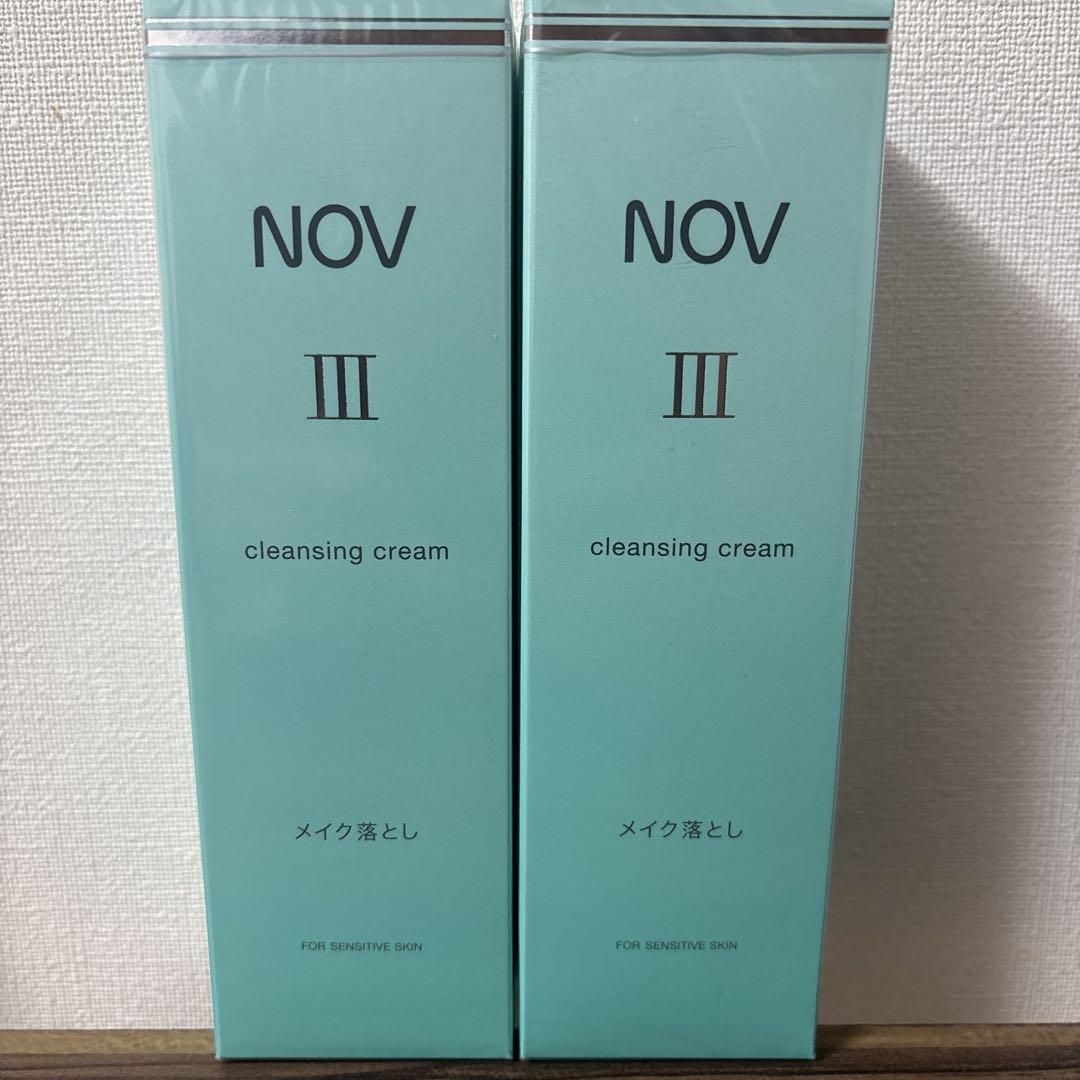 NOV
III
cleansing cream
メイク落とし
FOR SENSITIVE SKIN
NOV
III
cleansing cream
メイク落とし
FOR SENSITIVE SKIN